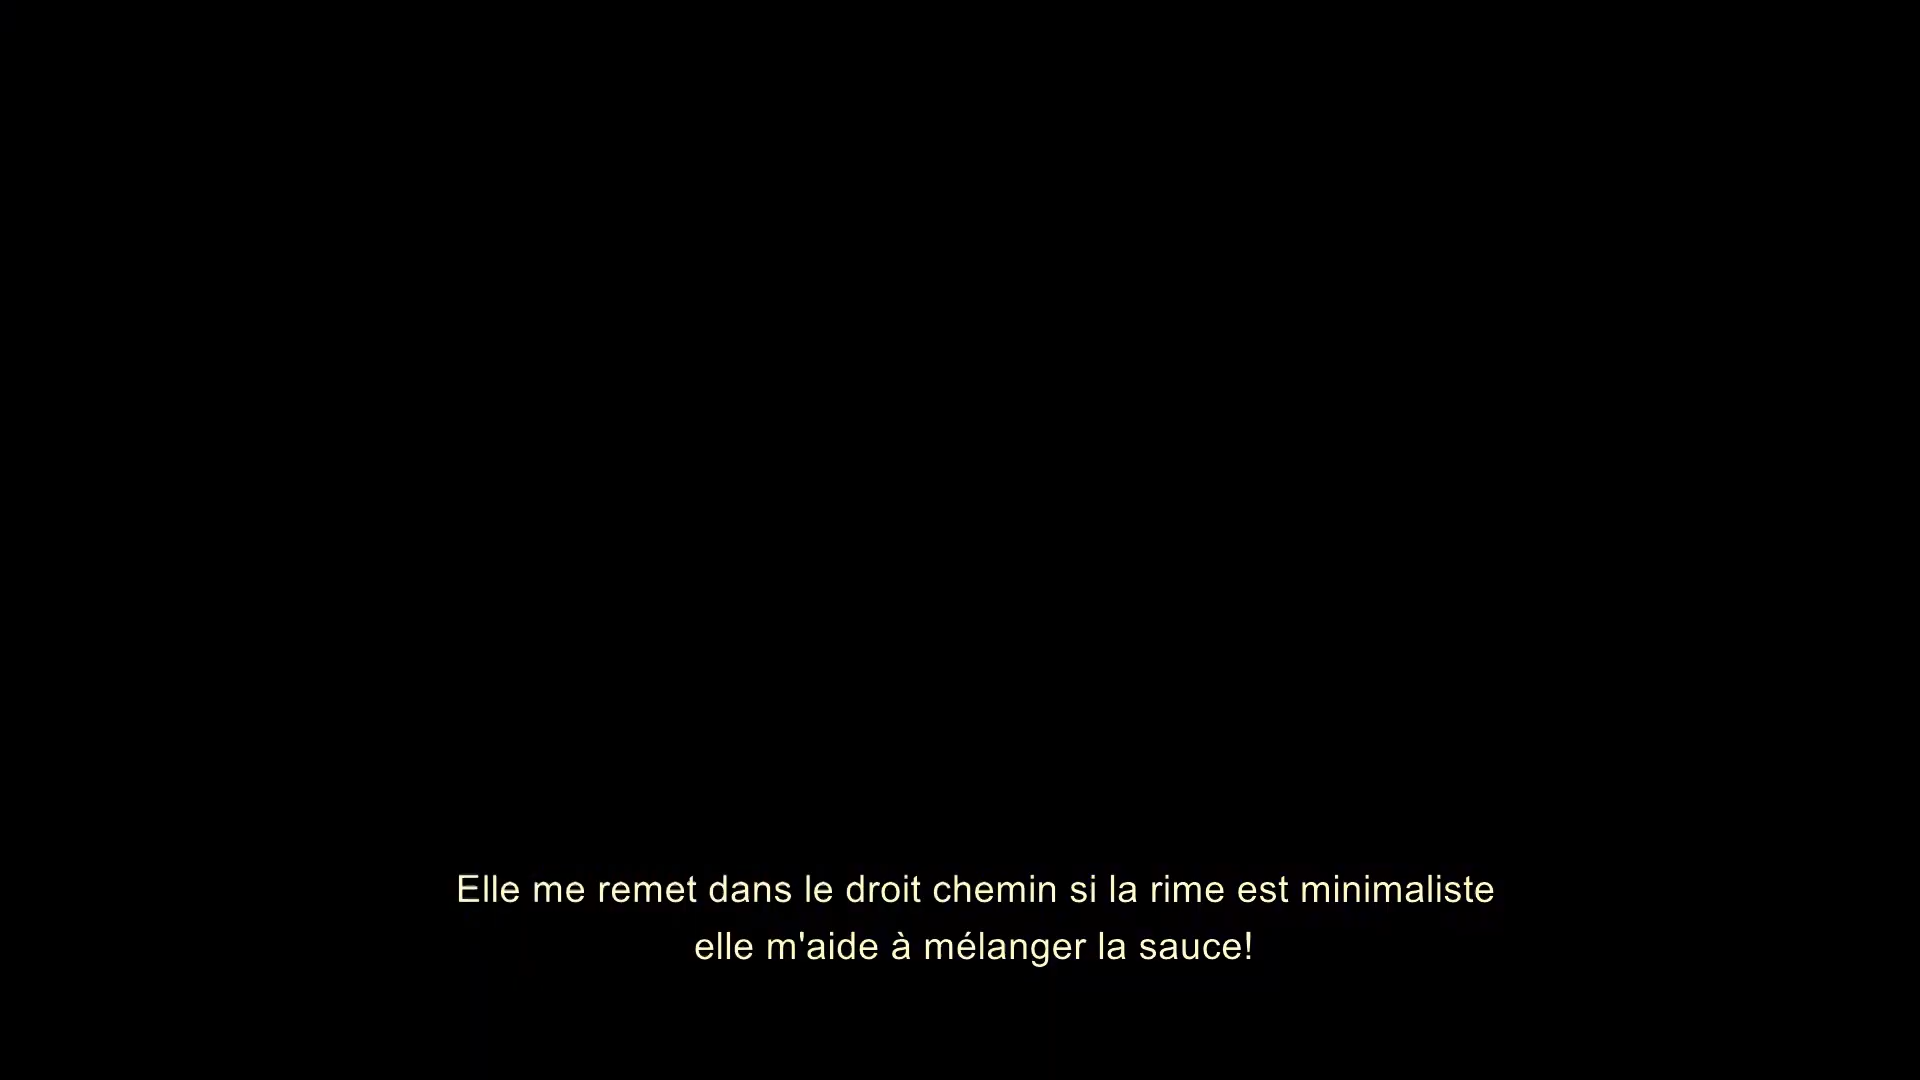 Elle me remet dans le droit chemin si la rime est minimaliste
elle m'aide à mélanger la sauce!